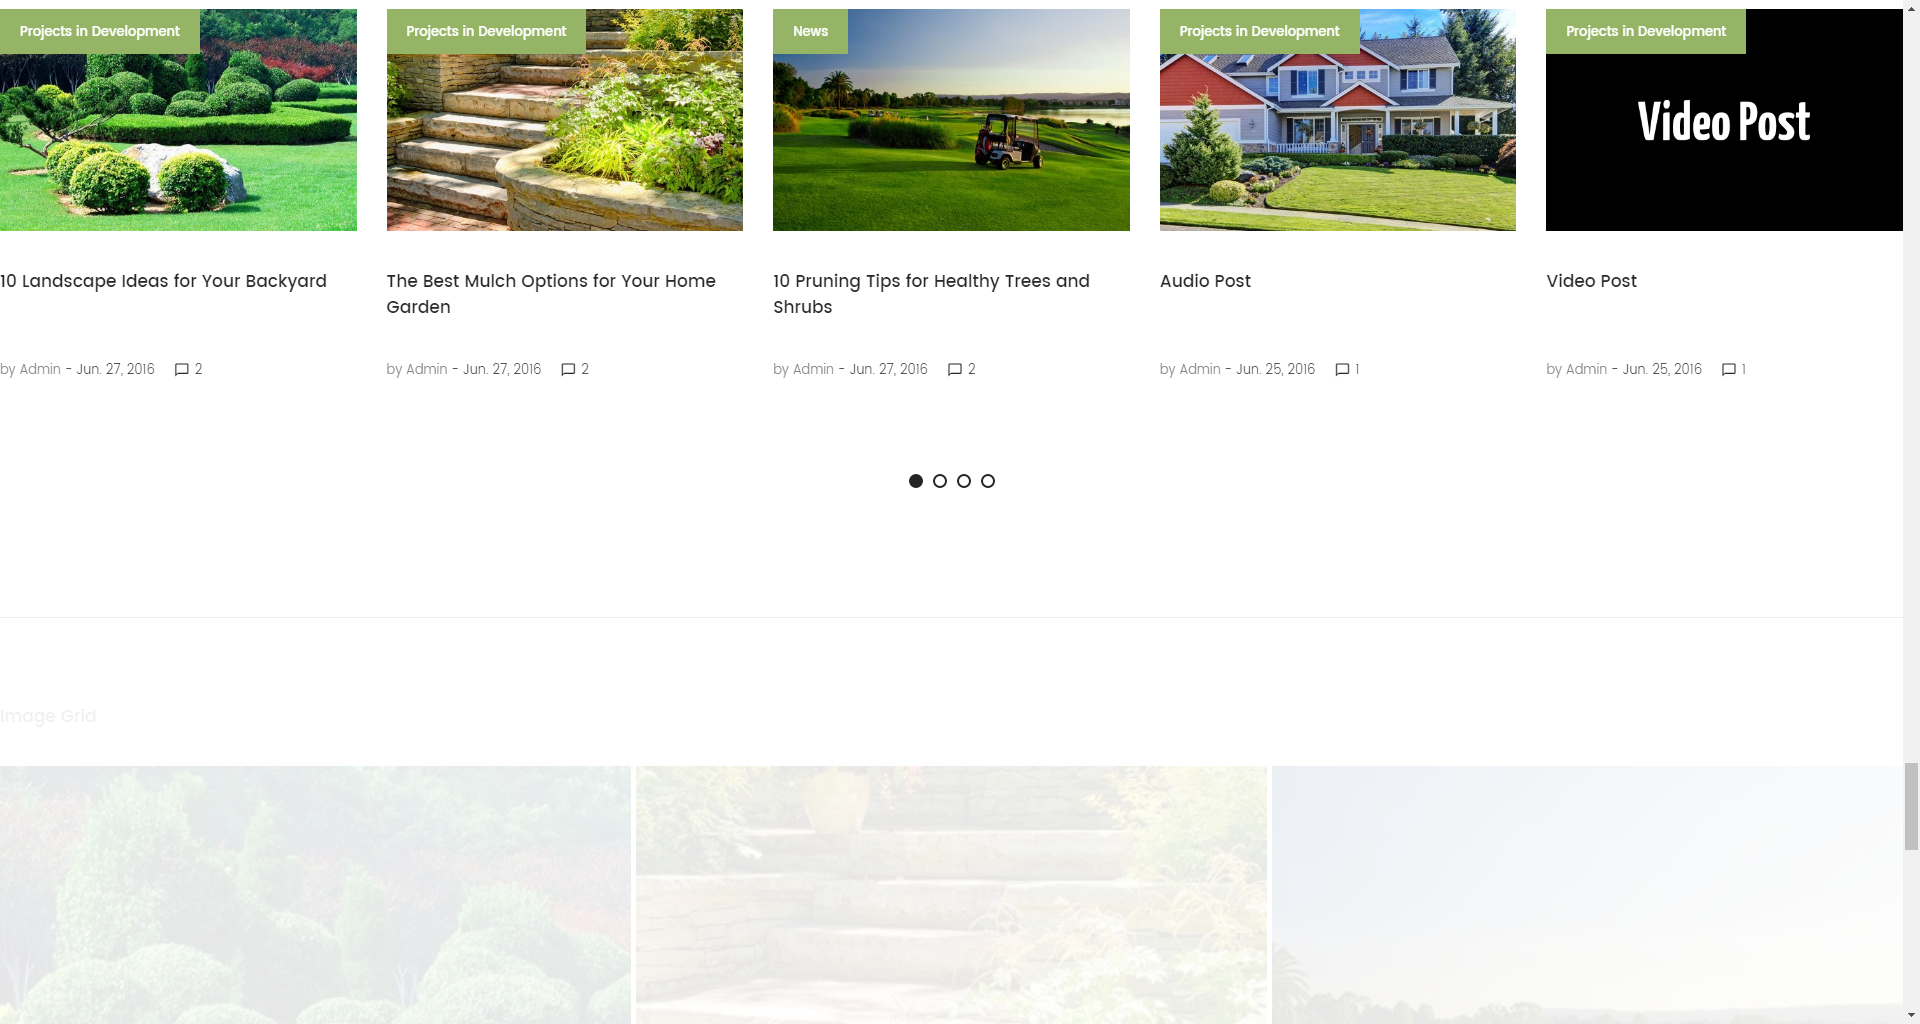 Projects in Development
Projects in Development
News
Projects in Development
Projects in Development
Video Post
10 Landscape Ideas for Your Backyard
The Best Mulch Options for Your Home
Garden
10 Pruning Tips for Healthy Trees and
Shrubs
Audio Post
Video Post
by Admin - Jun. 27, 2016 2
by Admin - Jun. 27, 2016 2
by Admin - Jun. 27, 2016 2
by Admin - Jun. 25, 2016 1
by Admin - Jun. 25, 2016 1
Image Grid